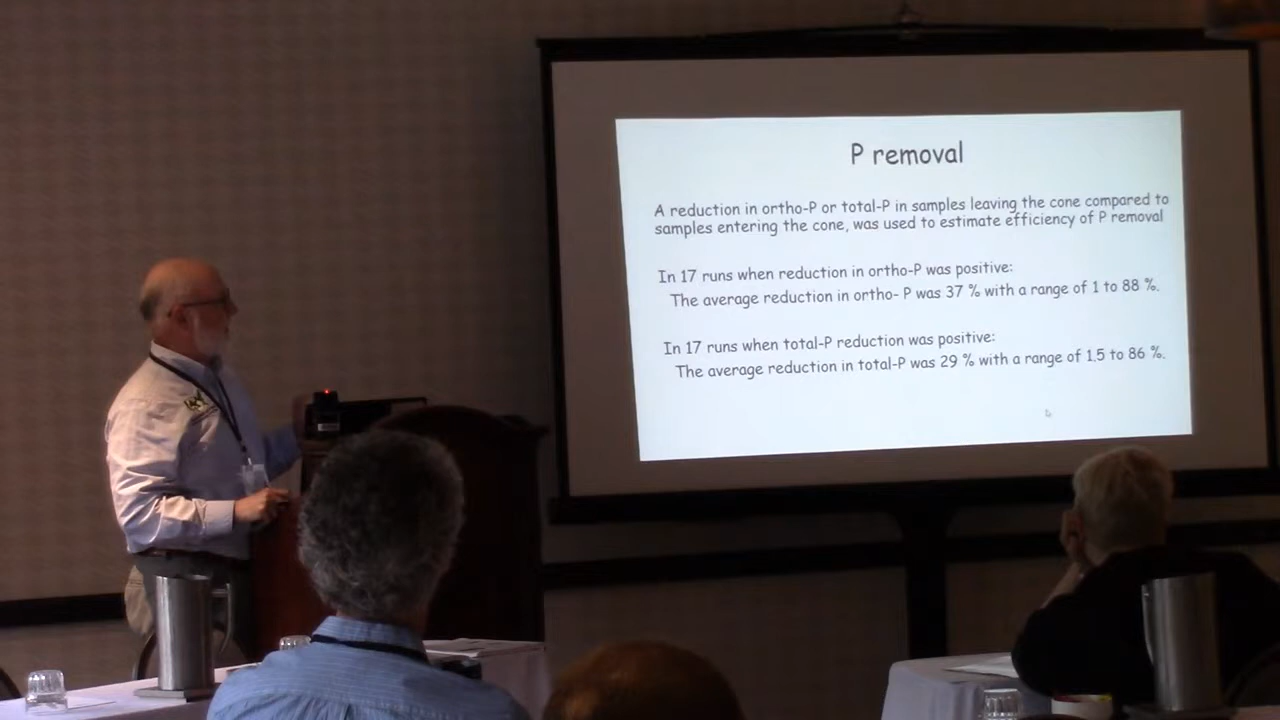 P removal
A reduction in ortho-P or total-P in samples leaving the cone compared to
samples entering the cone, was used to estimate efficiency of P removal
In 17 runs when reduction in ortho-P was positive:
The average reduction in ortho- P was 37 % with a range of 1 to 88 %.
In 17 runs when total-P reduction was positive:
The average reduction in total-P was 29 % with a range of 1.5 to 86 %.